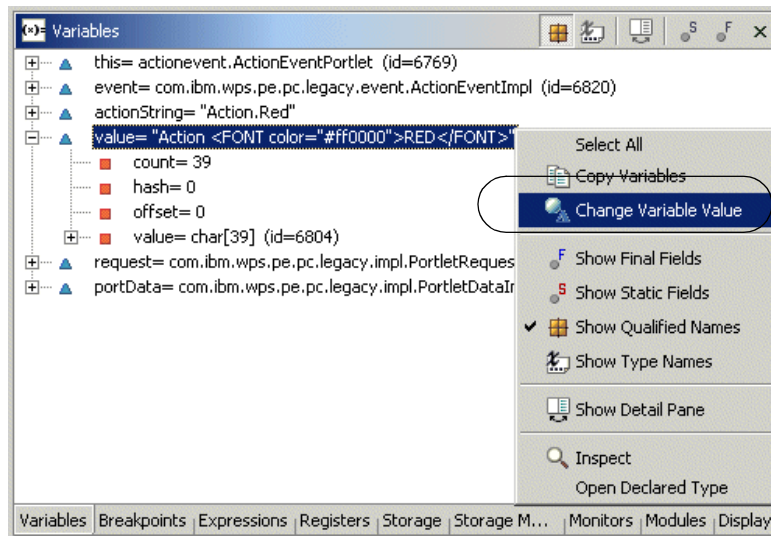 (x)= Variables
this= actionevent.ActionEventPortlet (id=6769)
event= com.ibm.wps.pe.pc.legacy.event.ActionEventImpl (id=6820)
actionString= "Action.Red"
value= "Action <FONT color="#ff0000">RED</FONT>"
count= 39
hash= 0
offset= 0
value= char[39] (id=6804)
request= com.ibm.wps.pe.pc.legacy.impl.PortletReques
portData= com.ibm.wps.pe.pc.legacy.impl.PortletDataI
Select All
Copy Variables
Change Variable Value
Show Final Fields
Show Static Fields
Show Qualified Names
Show Type Names
Show Detail Pane
Inspect
Open Declared Type
Variables Breakpoints Expressions Registers Storage Storage M... Monitors Modules Display